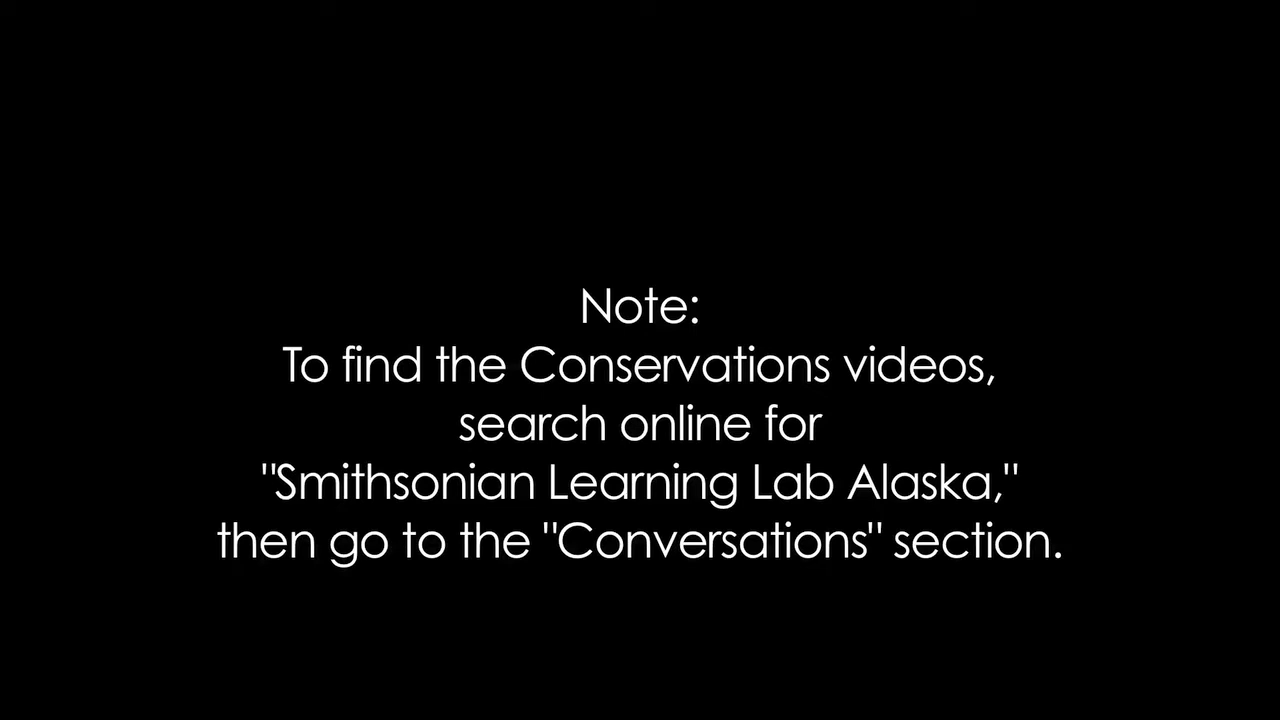 Note:
To find the Conservations videos,
search online for
"Smithsonian Learning Lab Alaska,"
then go to the "Conversations" section.